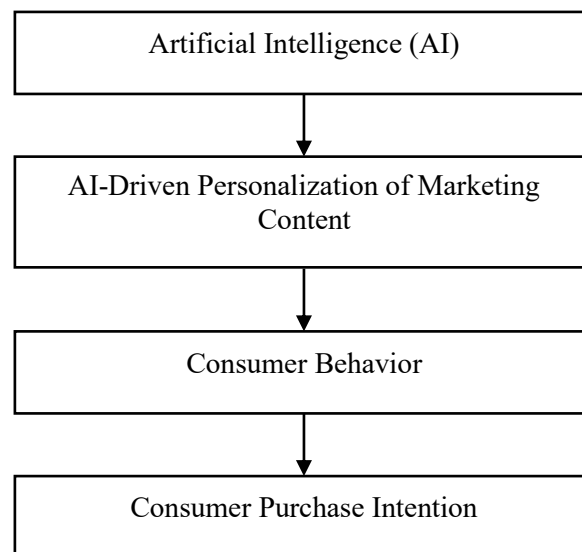 Artificial Intelligence (AI)
AI-Driven Personalization of Marketing
Content
Consumer Behavior
Consumer Purchase Intention